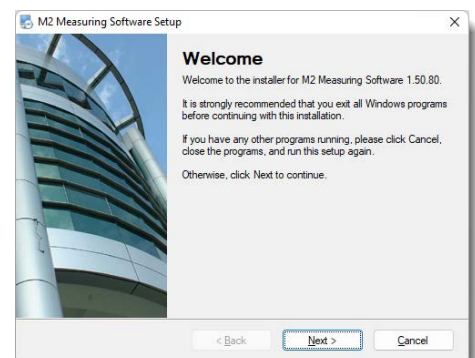 M2 Measuring Software Setup
Welcome
Welcome to the installer for M2 Measuring Software 1.50.80.
It is strongly recommended that you exit all Windows programs
before continuing with this installation.
If you have any other programs running, please click Cancel,
close the programs, and run this setup again.
Otherwise, click Next to continue.
< Back
Next >
Cancel